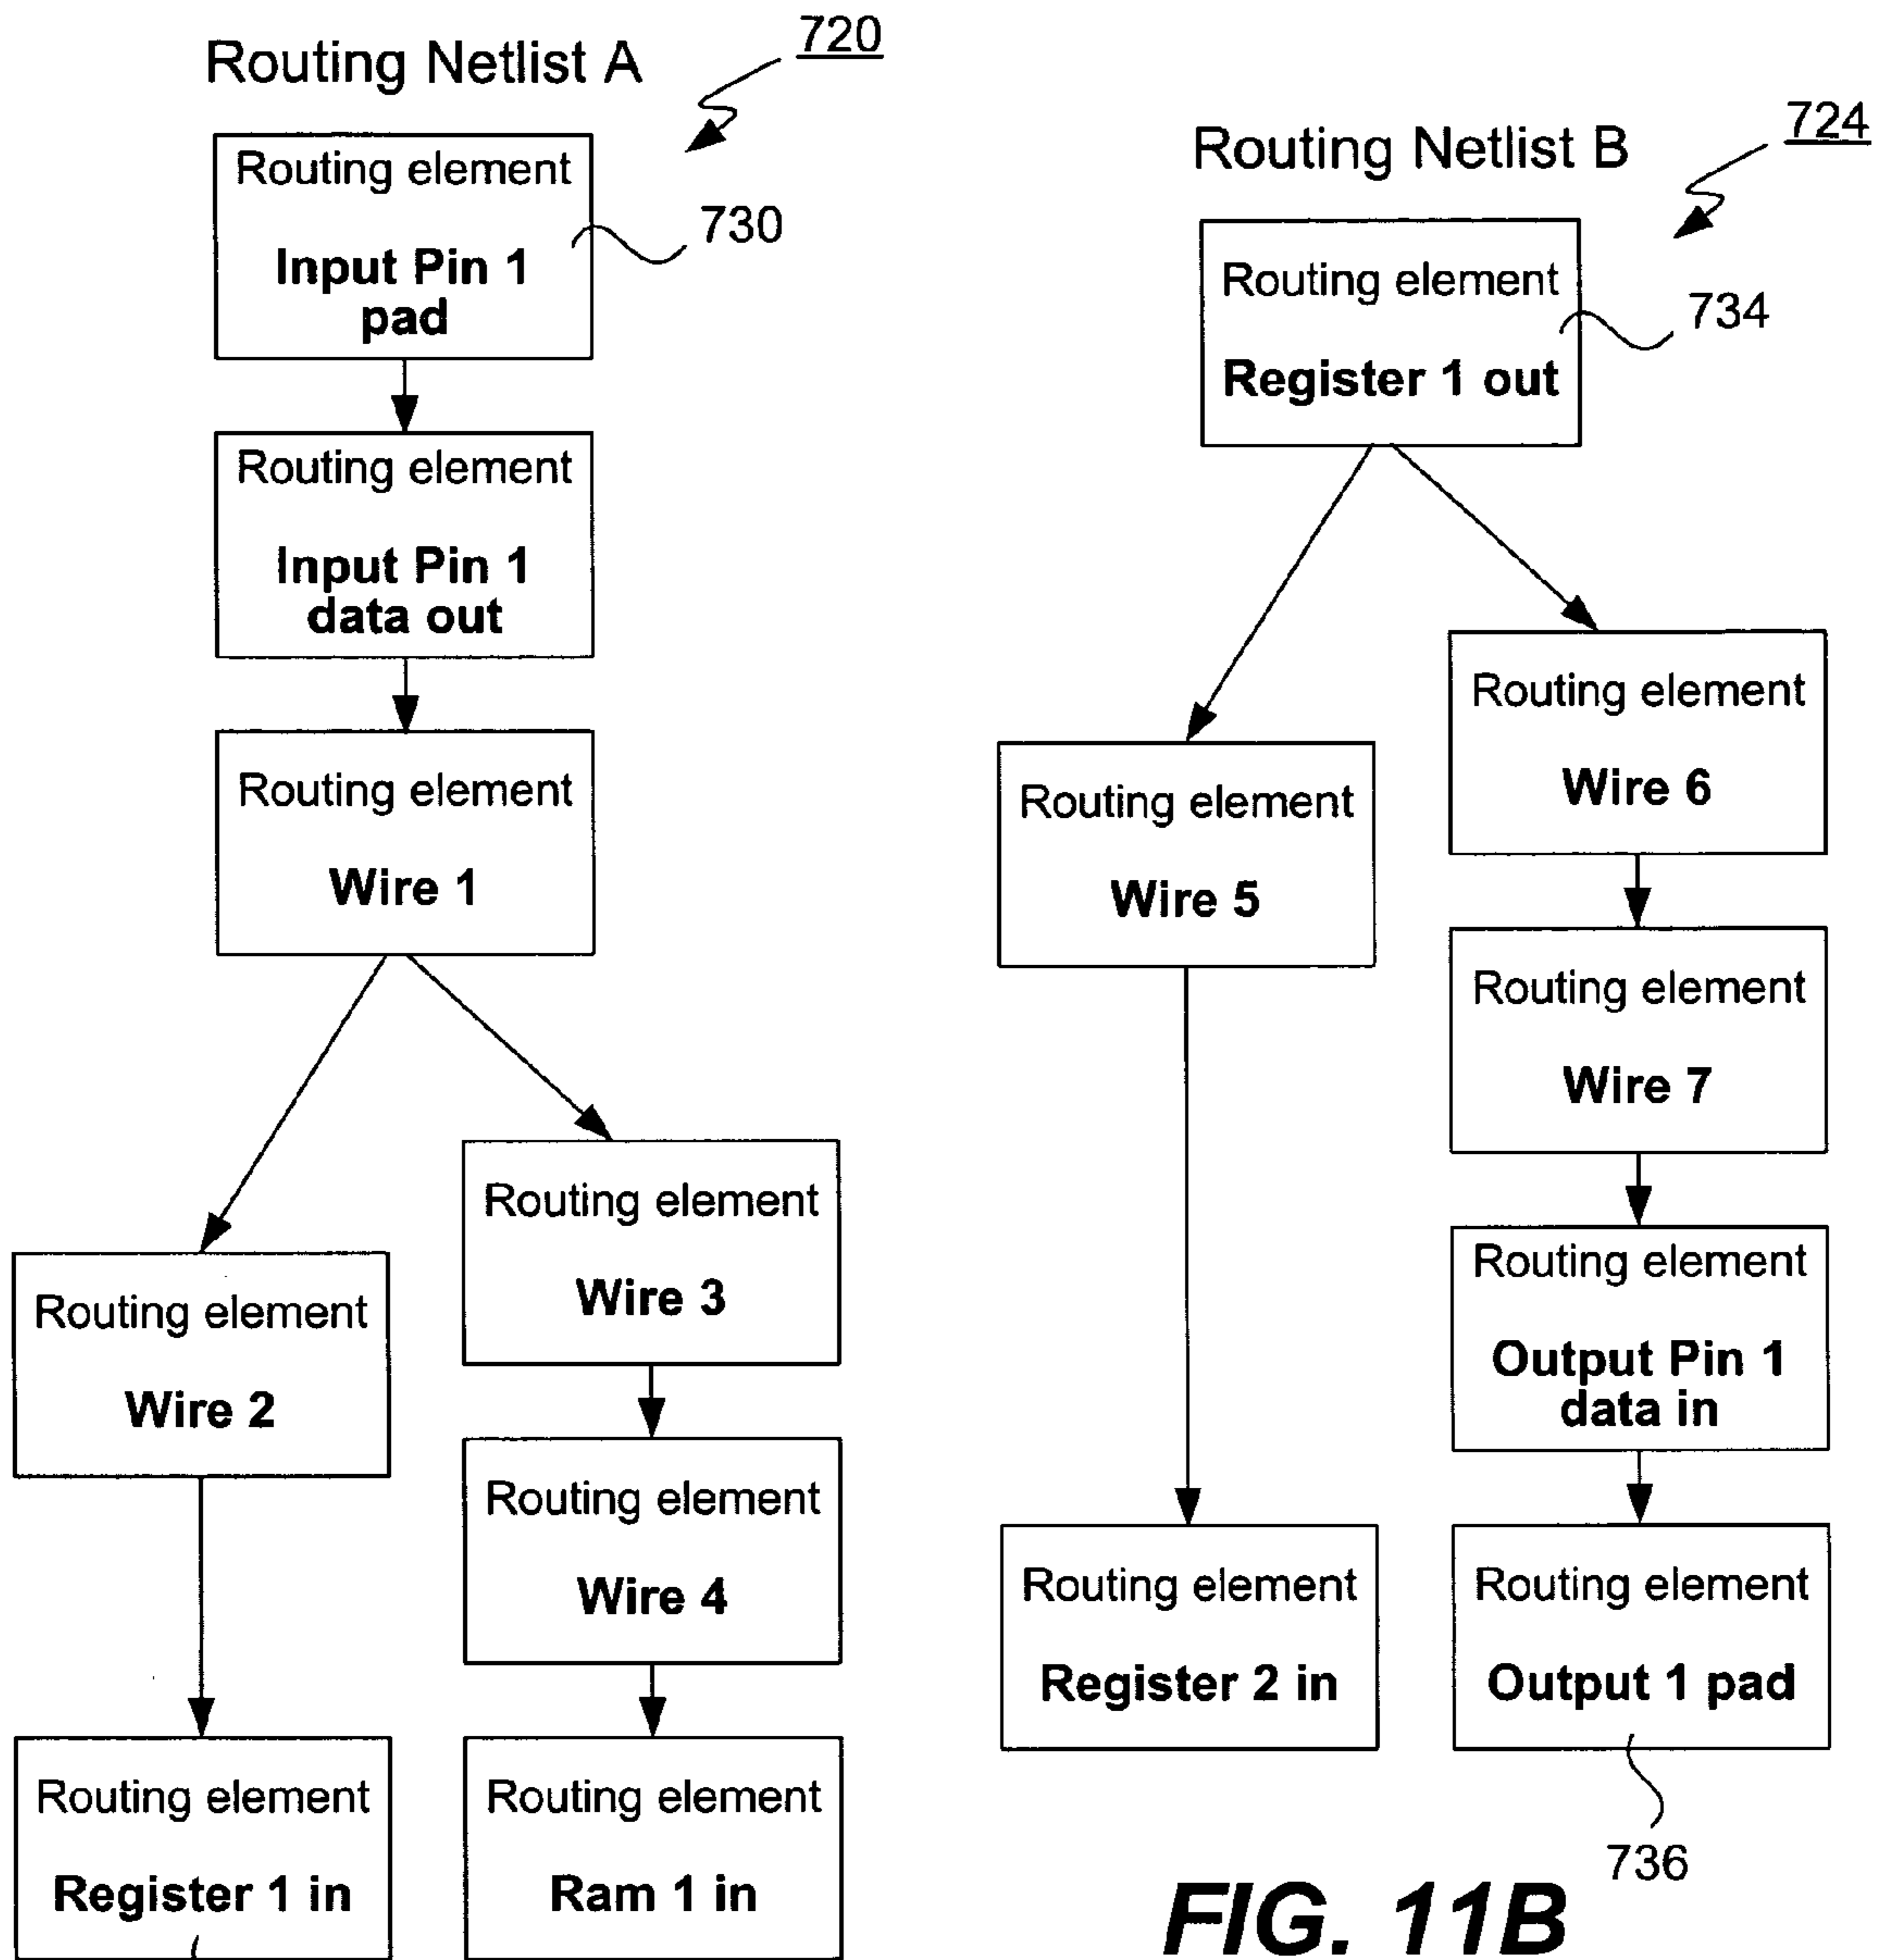 Routing Netlist A
720
Routing element
Input Pin 1
pad
730
Routing element
Input Pin 1
data out
Routing element
Wire 1
Routing element
Wire 2
Routing element
Register 1 in
Routing element
Wire 3
Routing element
Wire 4
Routing element
Ram 1 in
Routing Netlist B
724
Routing element
Register 1 out
734
Routing element
Wire 5
Routing element
Register 2 in
Routing element
Wire 6
Routing element
Wire 7
Routing element
Output Pin 1
data in
Routing element
Output 1 pad
736
FIG. 11B